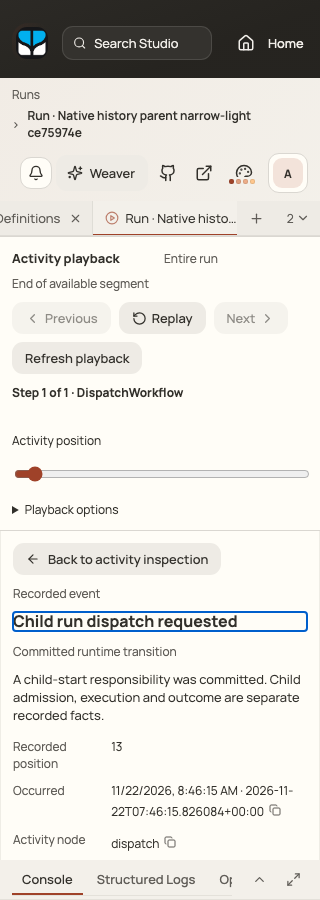 Search Studio
Home
Runs
Run · Native history parent narrow-light
ce75974e
Weaver
A
Definitions
Run · Native histo...
2
Activity playback
Entire run
End of available segment
Previous
Replay
Next
Refresh playback
Step 1 of 1 · DispatchWorkflow
Activity position
Playback options
Back to activity inspection
Recorded event
Child run dispatch requested
Committed runtime transition
A child-start responsibility was committed. Child
admission, execution and outcome are separate
recorded facts.
Recorded position
13
Occurred
11/22/2026, 8:46:15 AM · 2026-11-
22T07:46:15.826084+00:00
Activity node
dispatch
Console
Structured Logs